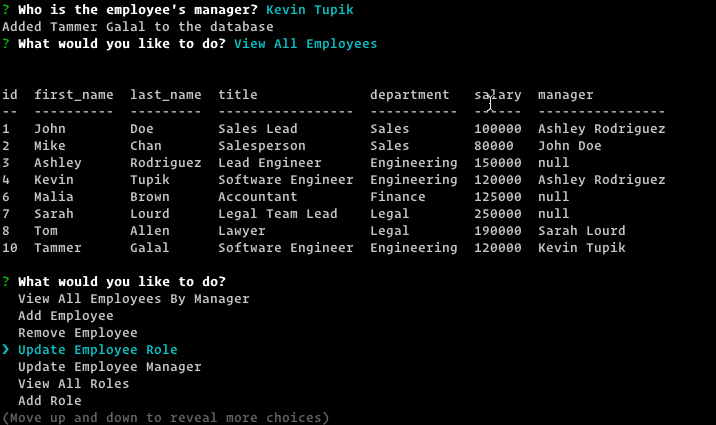 ? Who is the employee's manager? Kevin Tupik
Added Tammer Galal to the database
? What would you like to do? View All Employees
id  first_name  last_name  title              department   salary  manager
--  ----------  ---------  -----------------  -----------  ------  ----------------
1   John        Doe        Sales Lead         Sales        100000  Ashley Rodriguez
2   Mike        Chan       Salesperson        Sales        80000   John Doe
3   Ashley      Rodriguez  Lead Engineer      Engineering  150000  null
4   Kevin       Tupik      Software Engineer  Engineering  120000  Ashley Rodriguez
6   Malia       Brown      Accountant         Finance      125000  null
7   Sarah       Lourd      Legal Team Lead    Legal        250000  null
8   Tom         Allen      Lawyer             Legal        190000  Sarah Lourd
10  Tammer      Galal      Software Engineer  Engineering  120000  Kevin Tupik
? What would you like to do?
  View All Employees By Manager
  Add Employee
  Remove Employee
❯ Update Employee Role
  Update Employee Manager
  View All Roles
  Add Role
(Move up and down to reveal more choices)